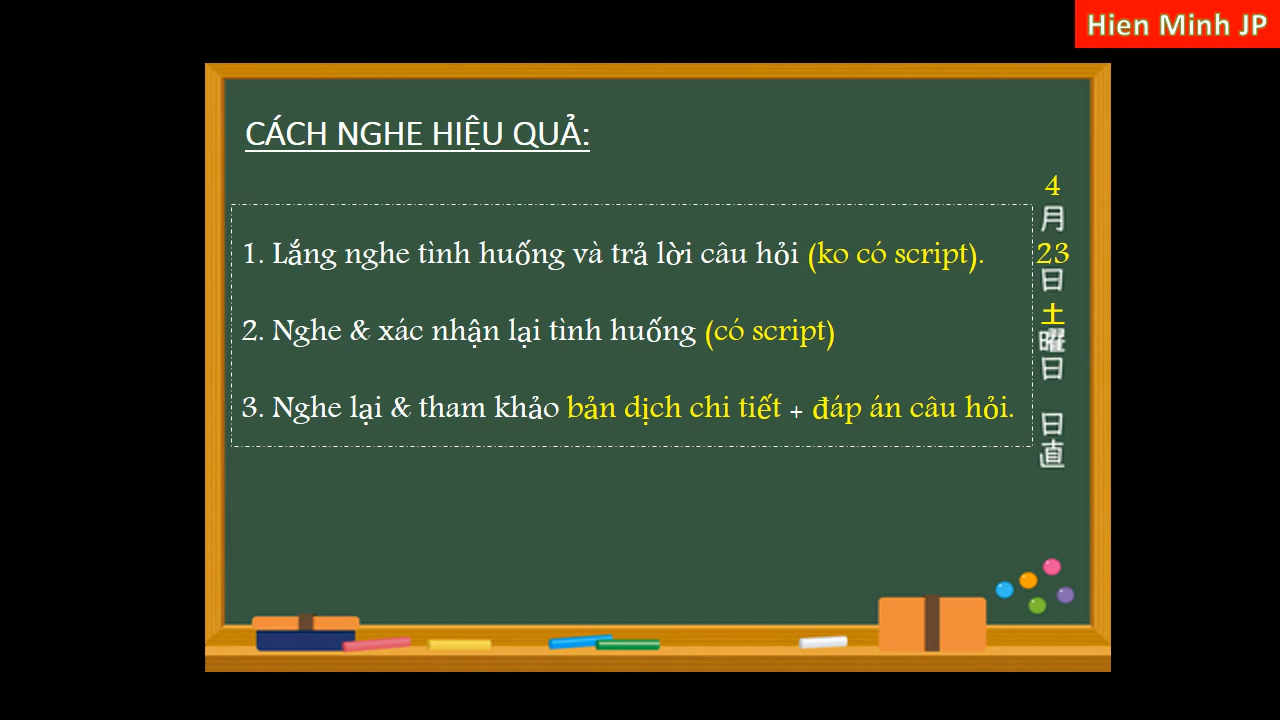 Hien Minh JP
CÁCH NGHE HIỆU QUẢ:
1. Lắng nghe tình huống và trả lời câu hỏi (ko có script).
2. Nghe & xác nhận lại tình huống (có script)
3. Nghe lại & tham khảo bản dịch chi tiết + đáp án câu hỏi.
4月23日土曜日 日直